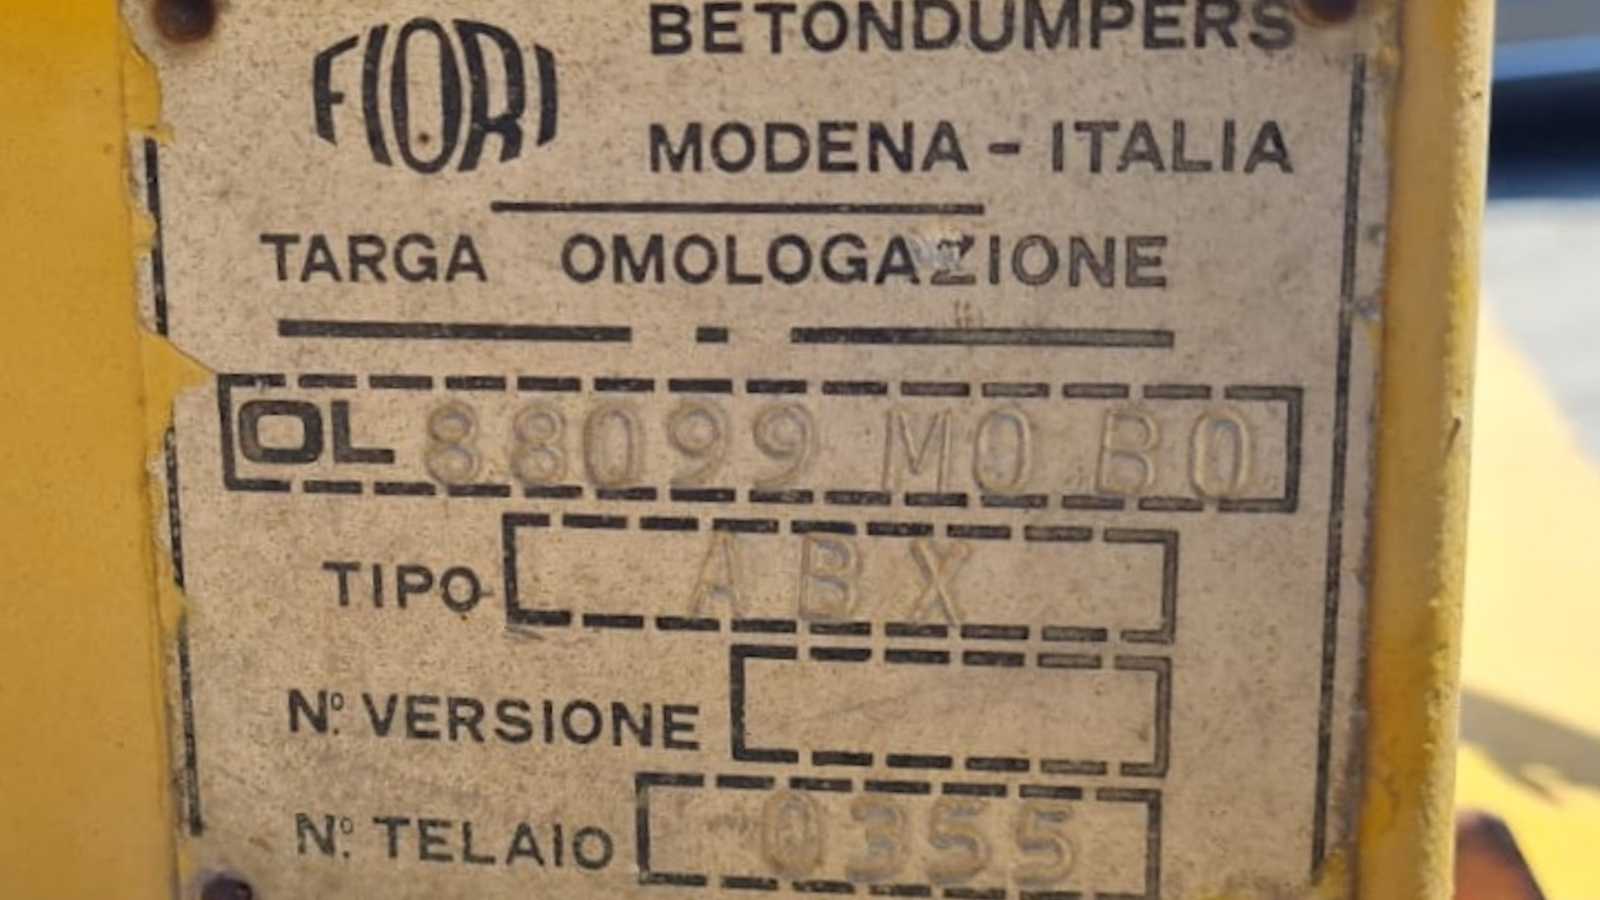 FIORI
BETONDUMPERS
MODENA - ITALIA
TARGA OMOLOGAZIONE
OL 88099 MO BO
TIPO ABX
Nº. VERSIONE
Nº. TELAIO 0355